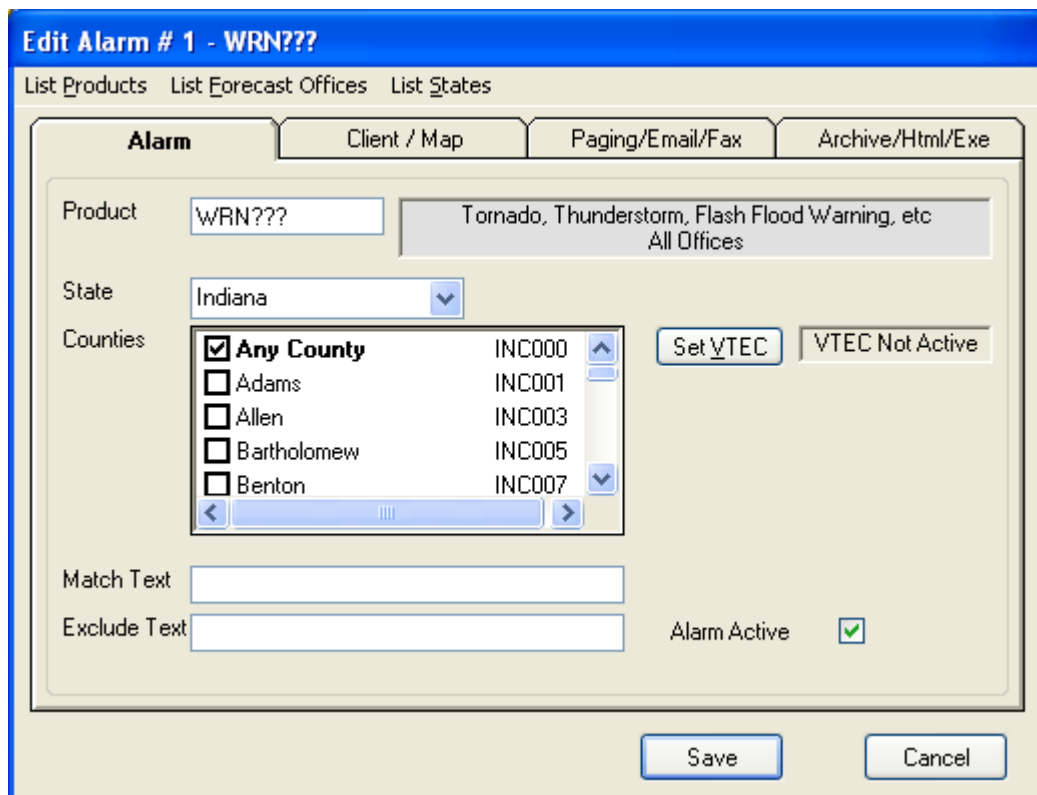 Edit Alarm # 1 - WRN???
List Products List Forecast Offices List States
Alarm Client / Map Paging/Email/Fax Archive/Html/Exe
Product WRN??? Tornado, Thunderstorm, Flash Flood Warning, etc
All Offices
State Indiana
Counties Any County INC000 Set VTEC VTEC Not Active
Adams INC001
Allen INC003
Bartholomew INC005
Benton INC007
Match Text
Exclude Text Alarm Active
Save Cancel